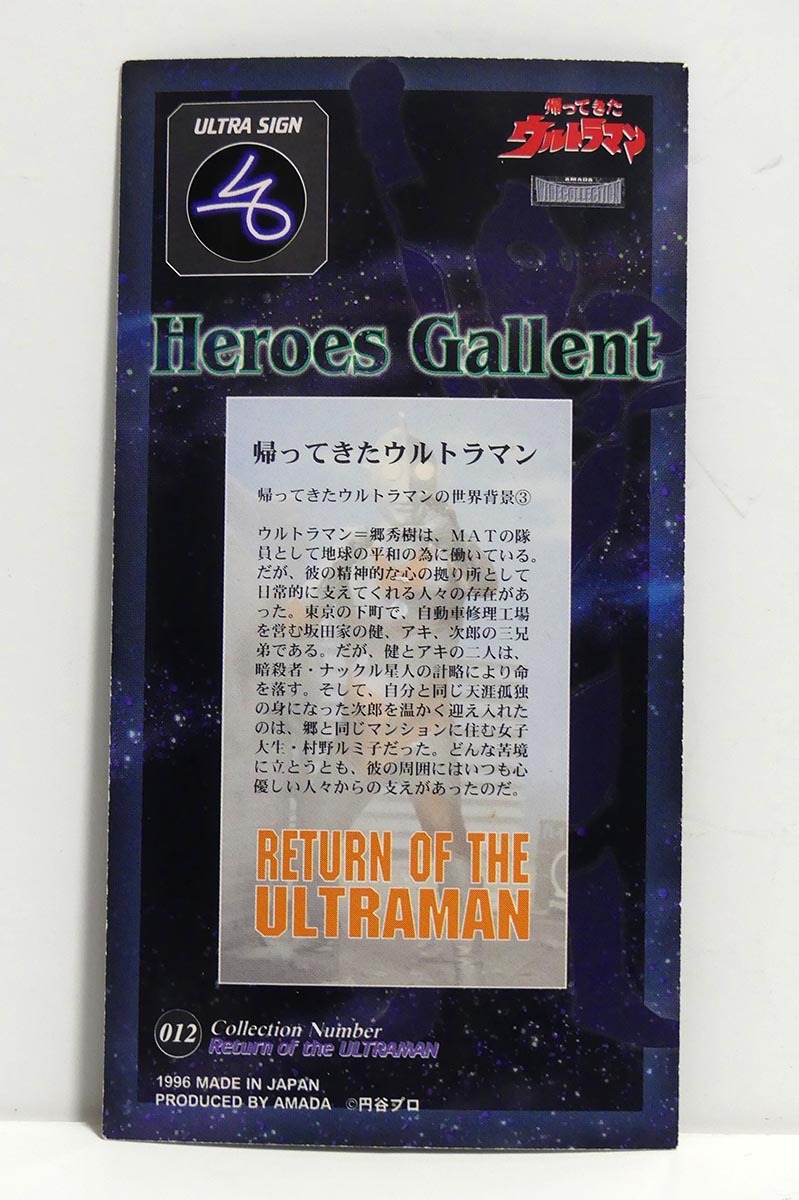 ULTRA SIGN
帰ってきた
ウルトラマン
AMADA
WIDECOLLECTION
Heroes Gallent
帰ってきたウルトラマン
帰ってきたウルトラマンの世界背景③
ウルトラマン＝郷秀樹は、ＭＡＴの隊
員として地球の平和の為に働いている。
だが、彼の精神的な心の拠り所として
日常的に支えてくれる人々の存在があ
った。東京の下町で、自動車修理工場
を営む坂田家の健、アキ、次郎の三兄
弟である。だが、健とアキの二人は、
暗殺者・ナックル星人の計略により命
を落す。そして、自分と同じ天涯孤独
の身になった次郎を温かく迎え入れた
のは、郷と同じマンションに住む女子
大生・村野ルミ子だった。どんな苦境
に立とうとも、彼の周囲にはいつも心
優しい人々からの支えがあったのだ。
RETURN OF THE
ULTRAMAN
012 Collection Number
Return of the ULTRAMAN
1996 MADE IN JAPAN
PRODUCED BY AMADA ©円谷プロ